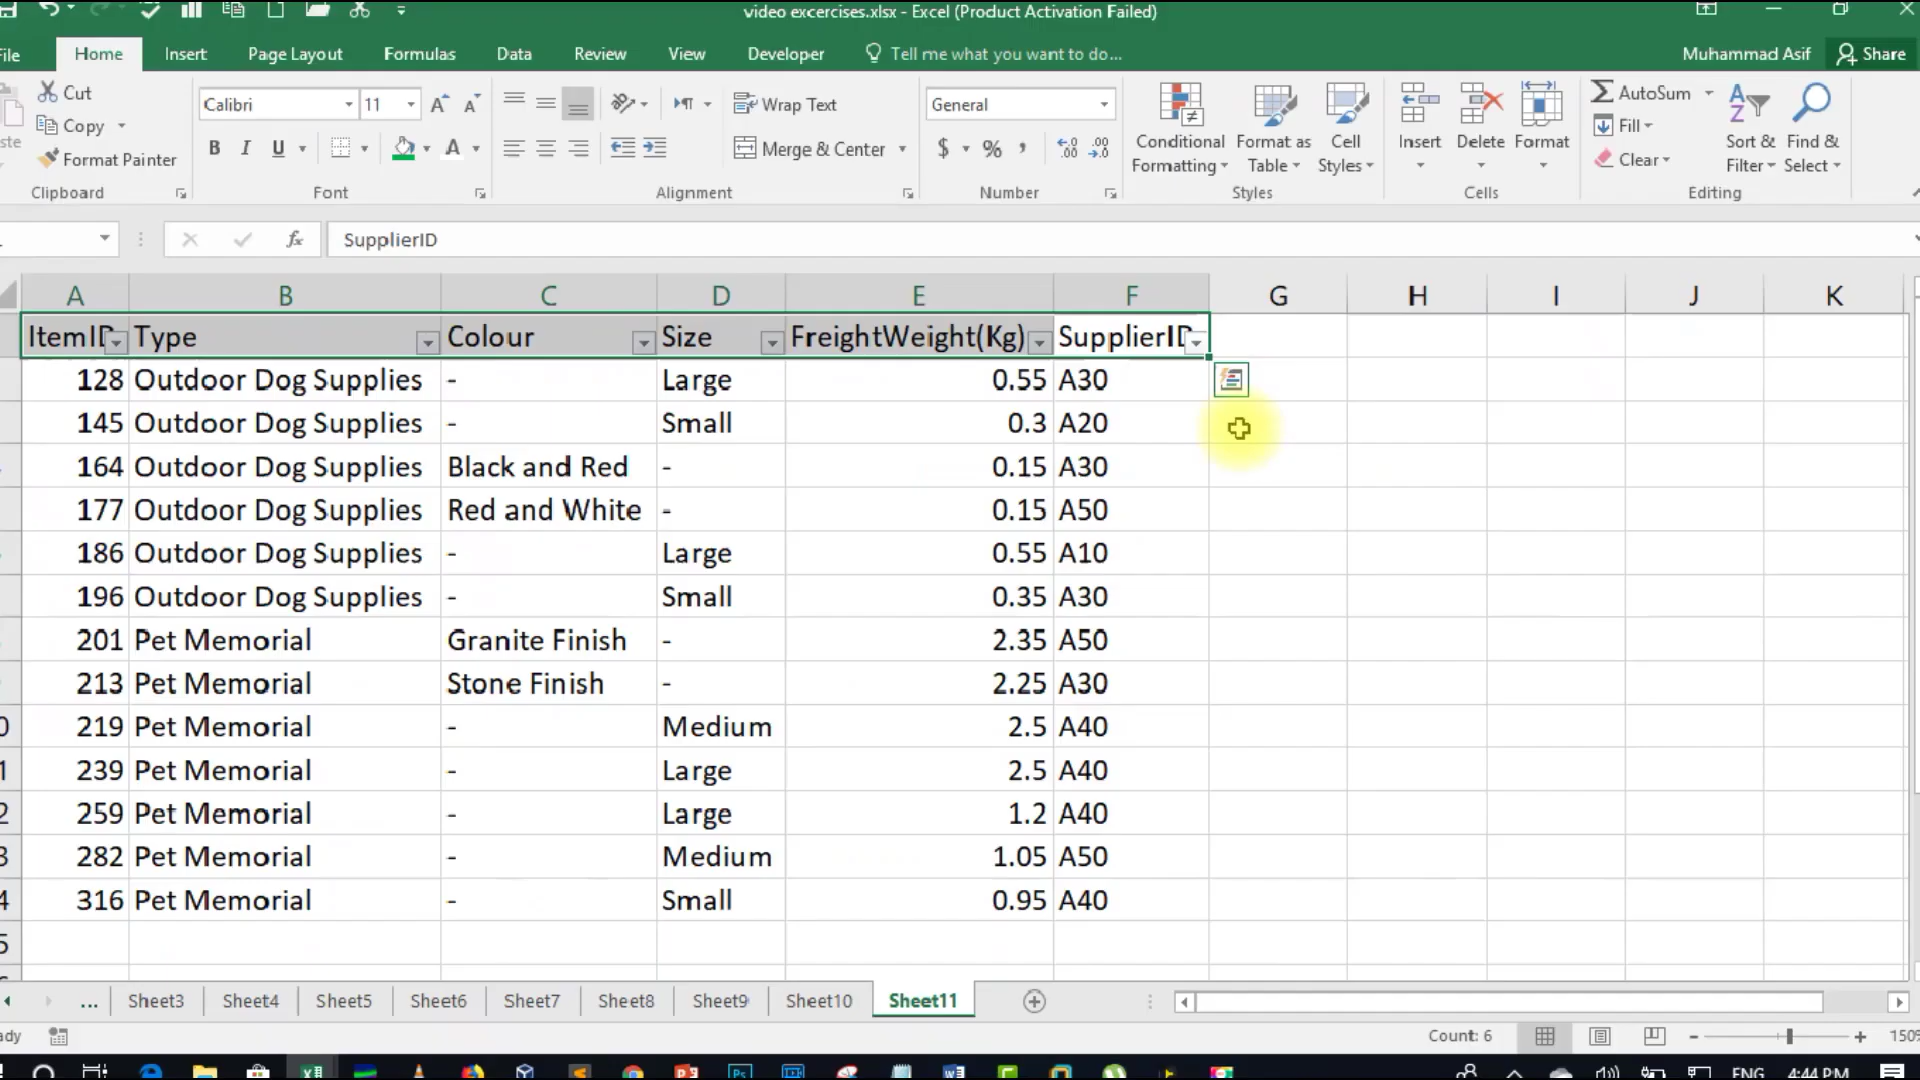 video excercises.xlsx - Excel (Product Activation Failed)
File Home Insert Page Layout Formulas Data Review View Developer Tell me what you want to do... Muhammad Asif Share
Cut
Copy
Format Painter
Clipboard
Calibri 11
B I U
Font
Wrap Text
Merge & Center
Alignment
General
$ % ,
Number
Conditional Formatting
Format as Table
Cell Styles
Styles
Insert Delete Format
Cells
AutoSum
Fill
Clear
Sort & Filter
Find & Select
Editing
fx SupplierID
A B C D E F G H I J K
ItemID Type Colour Size FreightWeight(Kg) SupplierID
128 Outdoor Dog Supplies - Large 0.55 A30
145 Outdoor Dog Supplies - Small 0.3 A20
164 Outdoor Dog Supplies Black and Red - 0.15 A30
177 Outdoor Dog Supplies Red and White - 0.15 A50
186 Outdoor Dog Supplies - Large 0.55 A10
196 Outdoor Dog Supplies - Small 0.35 A30
201 Pet Memorial Granite Finish - 2.35 A50
213 Pet Memorial Stone Finish - 2.25 A30
219 Pet Memorial - Medium 2.5 A40
239 Pet Memorial - Large 2.5 A40
259 Pet Memorial - Large 1.2 A40
282 Pet Memorial - Medium 1.05 A50
316 Pet Memorial - Small 0.95 A40
... Sheet3 Sheet4 Sheet5 Sheet6 Sheet7 Sheet8 Sheet9 Sheet10 Sheet11
Count: 6 150%
ENG 4:44 PM